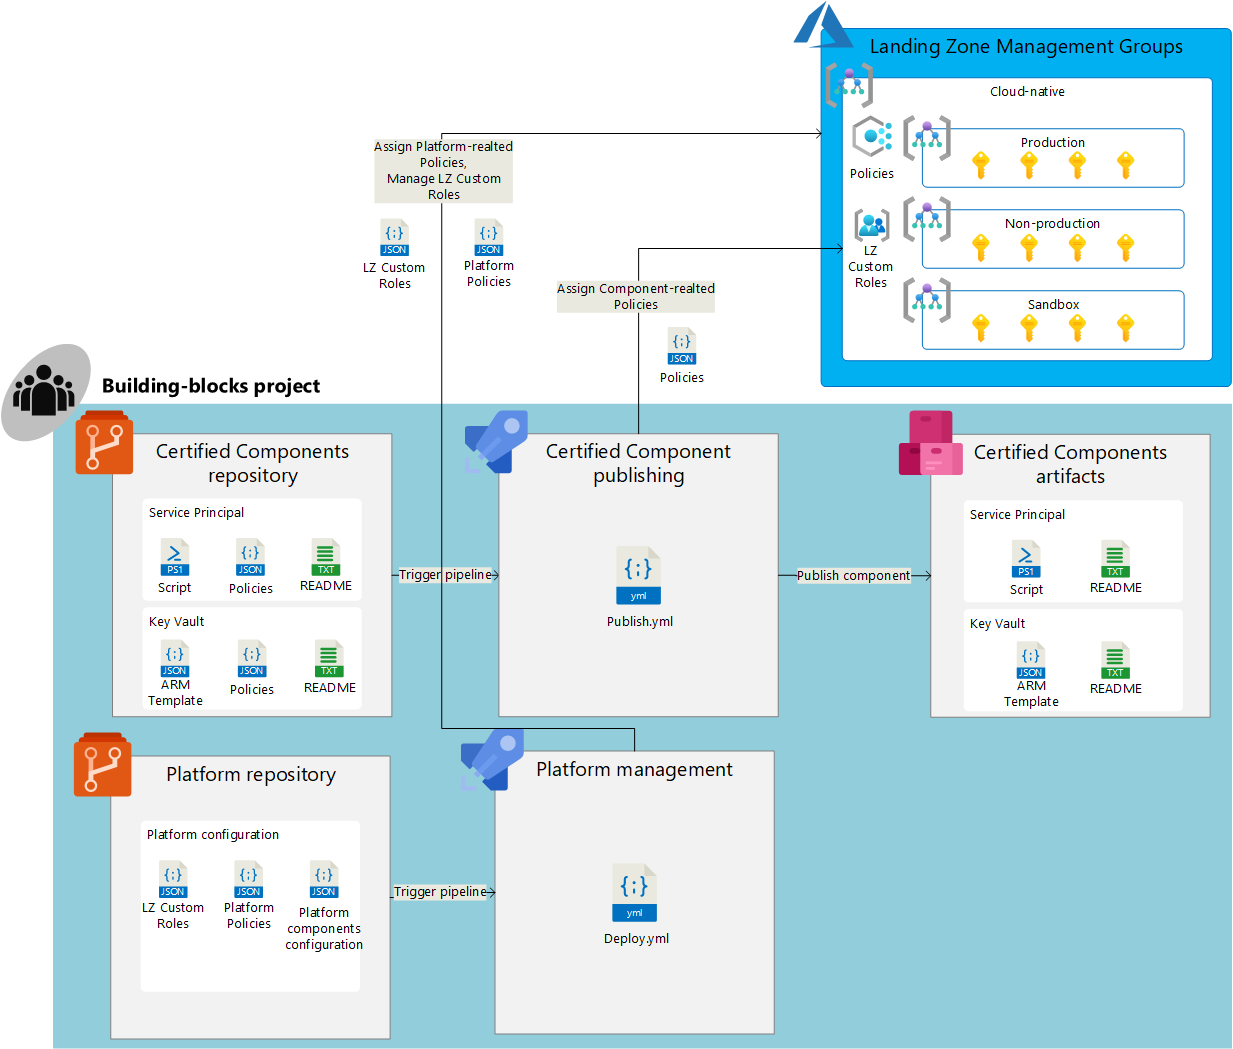 Landing Zone Management Groups
Cloud-native
Policies
Production
LZ
Custom
Roles
Non-production
Sandbox
Assign Platform-realted
Policies,
Manage LZ Custom
Roles
{;}
JSON
LZ Custom
Roles
{;}
JSON
Platform
Policies
Assign Component-realted
Policies
{;}
JSON
Policies
Building-blocks project
Certified Components
repository
Service Principal
PS1
Script
{;}
JSON
Policies
TXT
README
Key Vault
{;}
JSON
ARM
Template
{;}
JSON
Policies
TXT
README
Trigger pipeline
Certified Component
publishing
{;}
yml
Publish.yml
Publish component
Certified Components
artifacts
Service Principal
PS1
Script
TXT
README
Key Vault
{;}
JSON
ARM
Template
TXT
README
Platform repository
Platform configuration
{;}
JSON
LZ Custom
Roles
{;}
JSON
Platform
Policies
{;}
JSON
Platform
components
configuration
Trigger pipeline
Platform management
{;}
yml
Deploy.yml